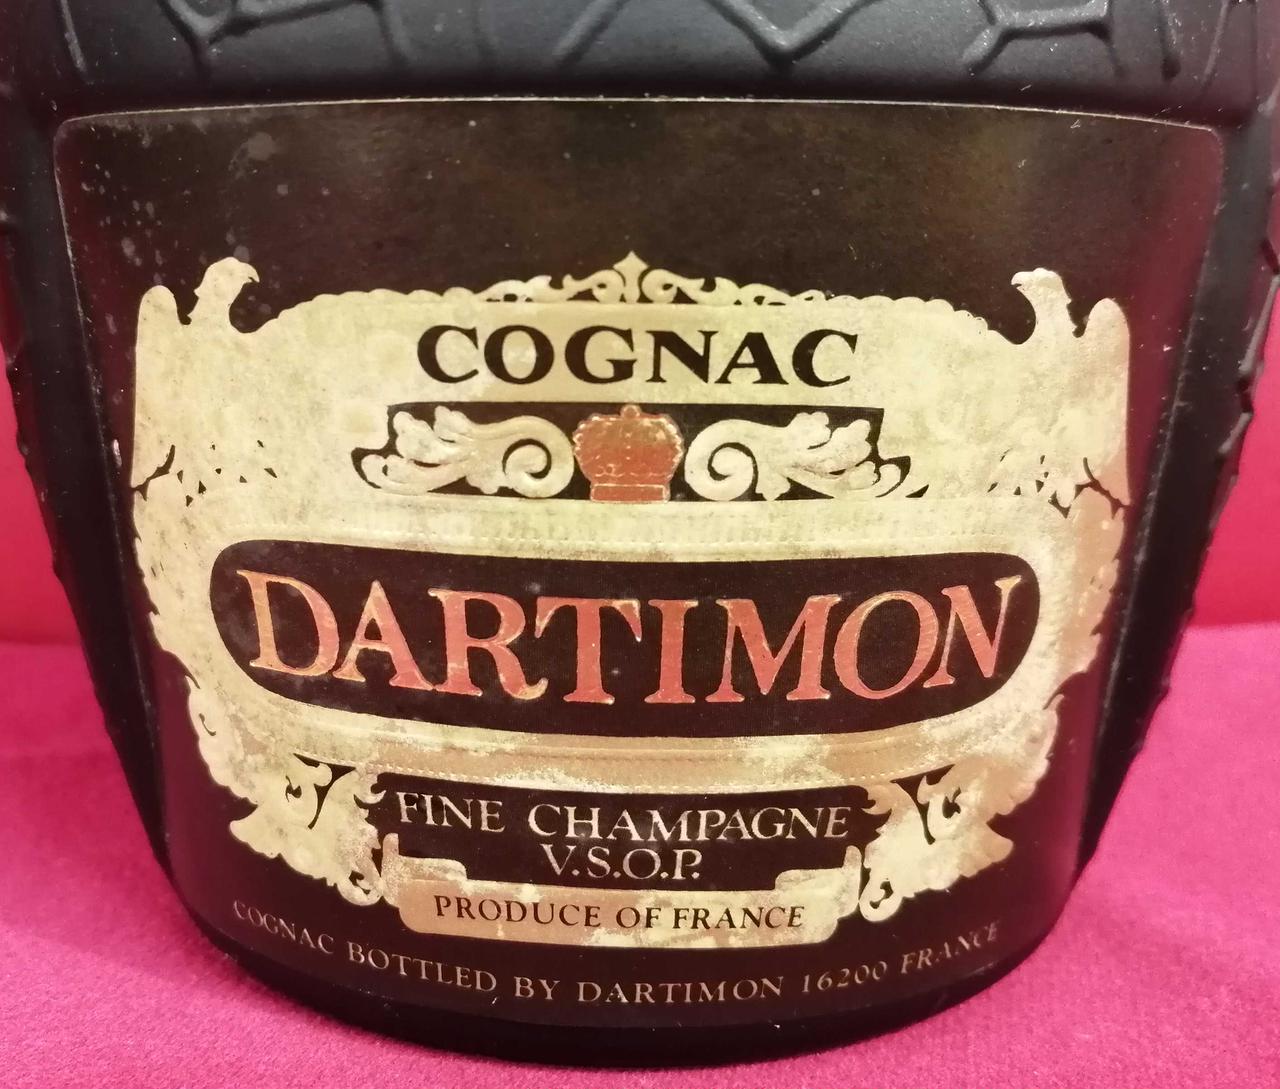 COGNAC
DARTIMON
FINE CHAMPAGNE
V.S.O.P.
PRODUCE OF FRANCE
COGNAC BOTTLED BY DARTIMON 16200 FRANCE